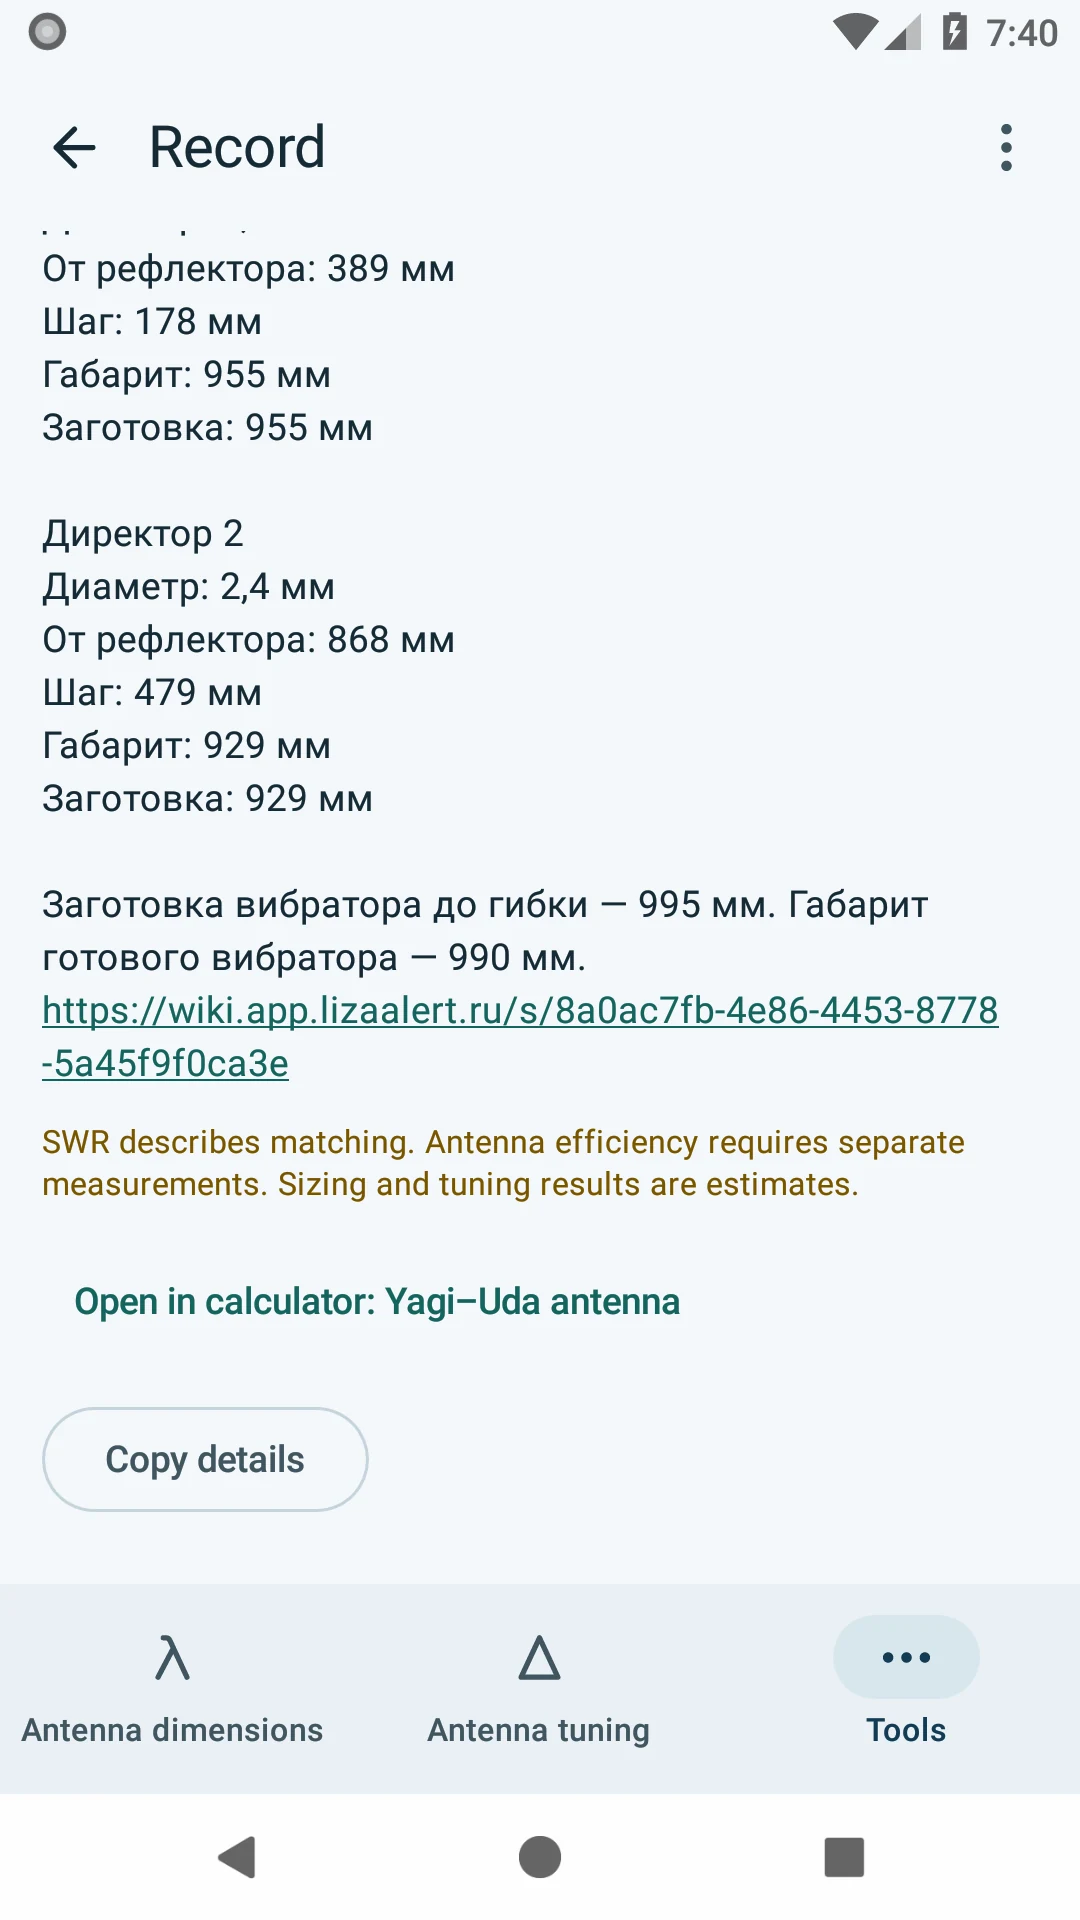 7:40
Record
От рефлектора: 389 мм
Шаг: 178 мм
Габарит: 955 мм
Заготовка: 955 мм
Директор 2
Диаметр: 2,4 мм
От рефлектора: 868 мм
Шаг: 479 мм
Габарит: 929 мм
Заготовка: 929 мм
Заготовка вибратора до гибки — 995 мм. Габарит
готового вибратора — 990 мм.
https://wiki.app.lizaalert.ru/s/8a0ac7fb-4e86-4453-8778
-5a45f9f0ca3e
SWR describes matching. Antenna efficiency requires separate
measurements. Sizing and tuning results are estimates.
Open in calculator: Yagi–Uda antenna
Copy details
λ
Antenna dimensions
Antenna tuning
Tools